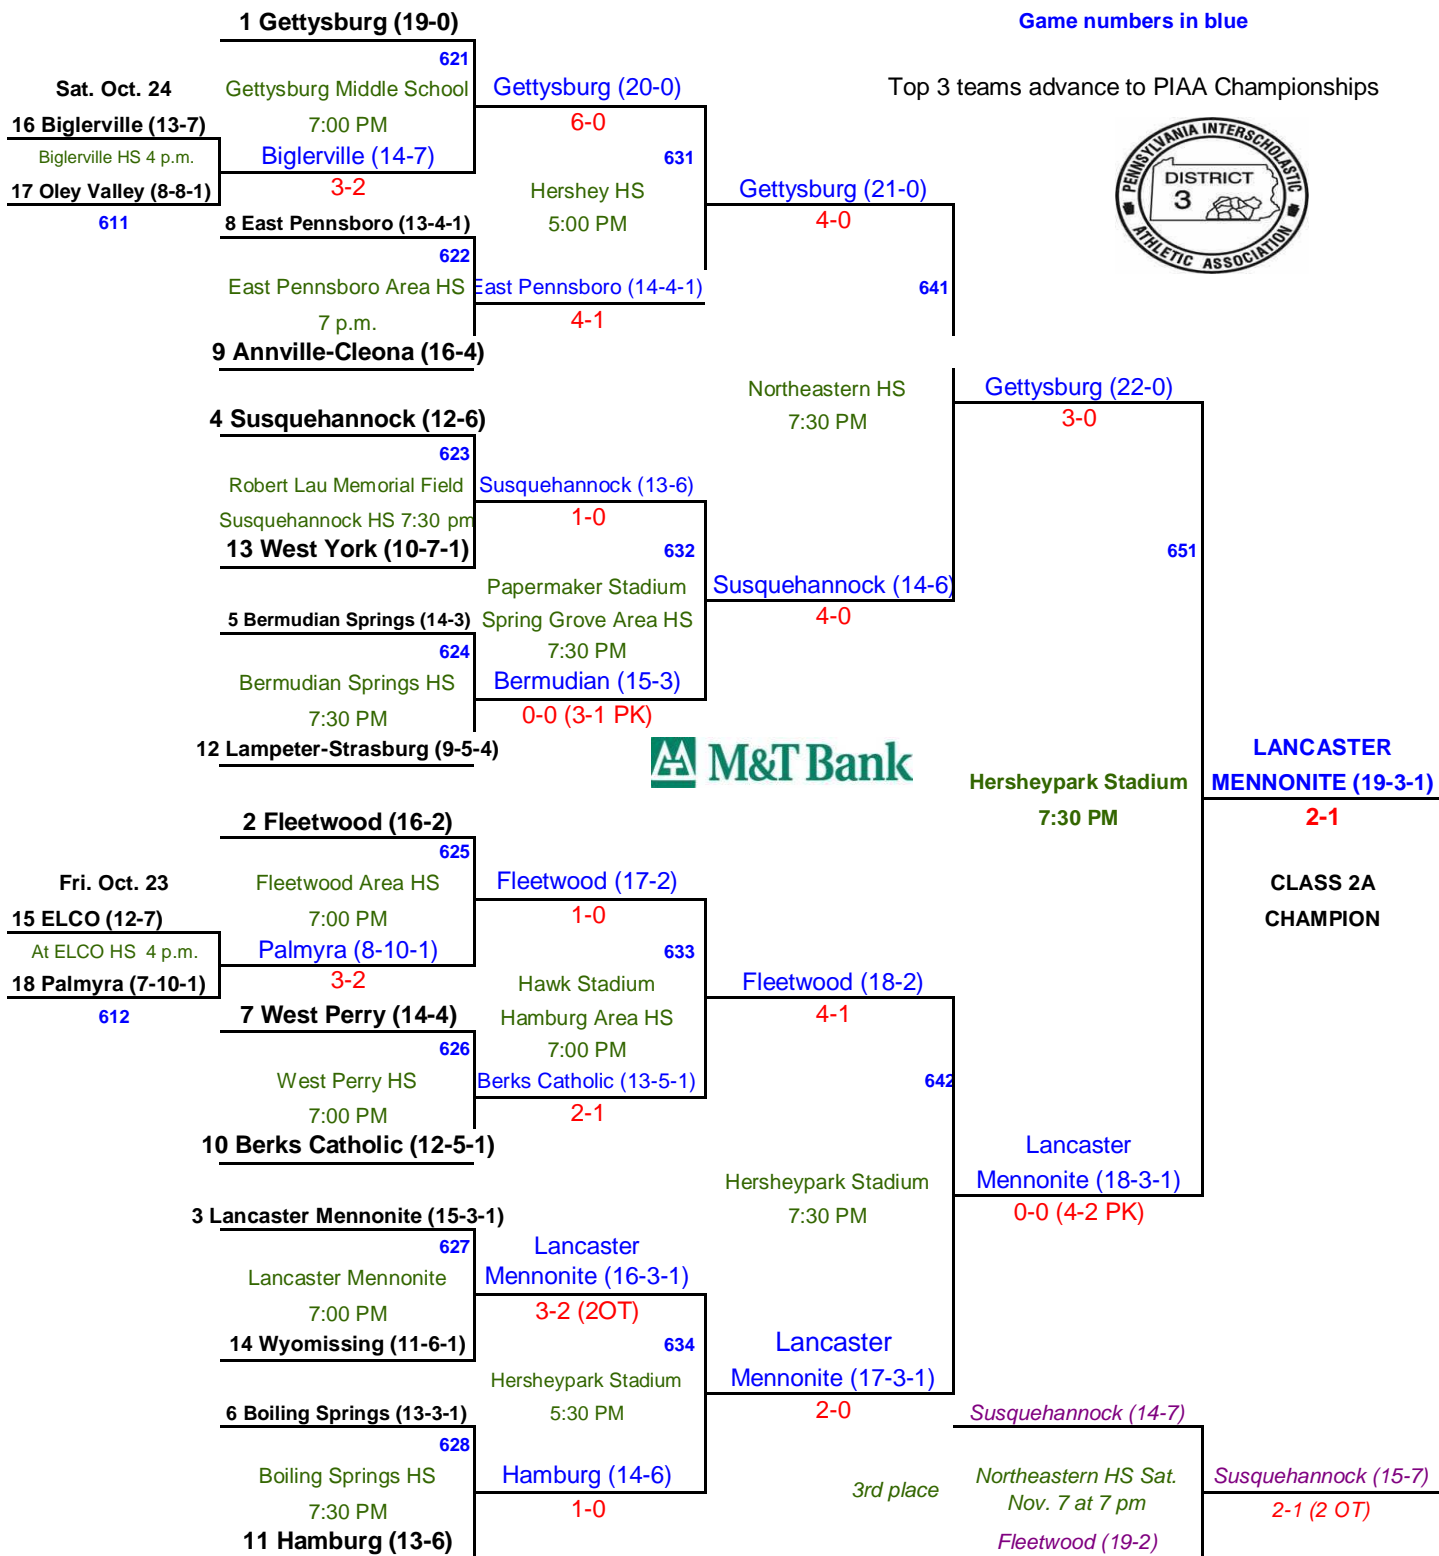 1 Gettysburg (19-0)
Game numbers in blue
621
Sat. Oct. 24
Gettysburg Middle School
Gettysburg (20-0)
Top 3 teams advance to PIAA Championships
16 Biglerville (13-7)
7:00 PM
6-0
Biglerville HS 4 p.m.
Biglerville (14-7)
631
17 Oley Valley (8-8-1)
3-2
Hershey HS
Gettysburg (21-0)
611
8 East Pennsboro (13-4-1)
5:00 PM
4-0
PENNSYLVANIA INTERSCHOLASTIC
DISTRICT
3
ATHLETIC ASSOCIATION
622
East Pennsboro Area HS
East Pennsboro (14-4-1)
641
7 p.m.
4-1
9 Annville-Cleona (16-4)
Northeastern HS
Gettysburg (22-0)
4 Susquehannock (12-6)
7:30 PM
3-0
623
Robert Lau Memorial Field
Susquehannock (13-6)
Susquehannock HS 7:30 pm
1-0
13 West York (10-7-1)
632
651
Papermaker Stadium
Susquehannock (14-6)
5 Bermudian Springs (14-3)
Spring Grove Area HS
4-0
624
7:30 PM
Bermudian Springs HS
Bermudian (15-3)
7:30 PM
0-0 (3-1 PK)
12 Lampeter-Strasburg (9-5-4)
M&T Bank
LANCASTER
Hersheypark Stadium
MENNONITE (19-3-1)
2 Fleetwood (16-2)
7:30 PM
2-1
625
Fri. Oct. 23
Fleetwood Area HS
Fleetwood (17-2)
CLASS 2A
15 ELCO (12-7)
7:00 PM
1-0
CHAMPION
At ELCO HS 4 p.m.
Palmyra (8-10-1)
633
18 Palmyra (7-10-1)
3-2
Hawk Stadium
Fleetwood (18-2)
612
7 West Perry (14-4)
Hamburg Area HS
4-1
626
7:00 PM
West Perry HS
Berks Catholic (13-5-1)
642
7:00 PM
2-1
10 Berks Catholic (12-5-1)
Lancaster
Hersheypark Stadium
Mennonite (18-3-1)
3 Lancaster Mennonite (15-3-1)
7:30 PM
0-0 (4-2 PK)
627
Lancaster
Lancaster Mennonite
Mennonite (16-3-1)
7:00 PM
3-2 (2OT)
14 Wyomissing (11-6-1)
634
Lancaster
Hersheypark Stadium
Mennonite (17-3-1)
6 Boiling Springs (13-3-1)
5:30 PM
2-0
Susquehannock (14-7)
628
Boiling Springs HS
Hamburg (14-6)
3rd place
Northeastern HS Sat.
Susquehannock (15-7)
7:30 PM
1-0
Nov. 7 at 7 pm
2-1 (2 OT)
11 Hamburg (13-6)
Fleetwood (19-2)